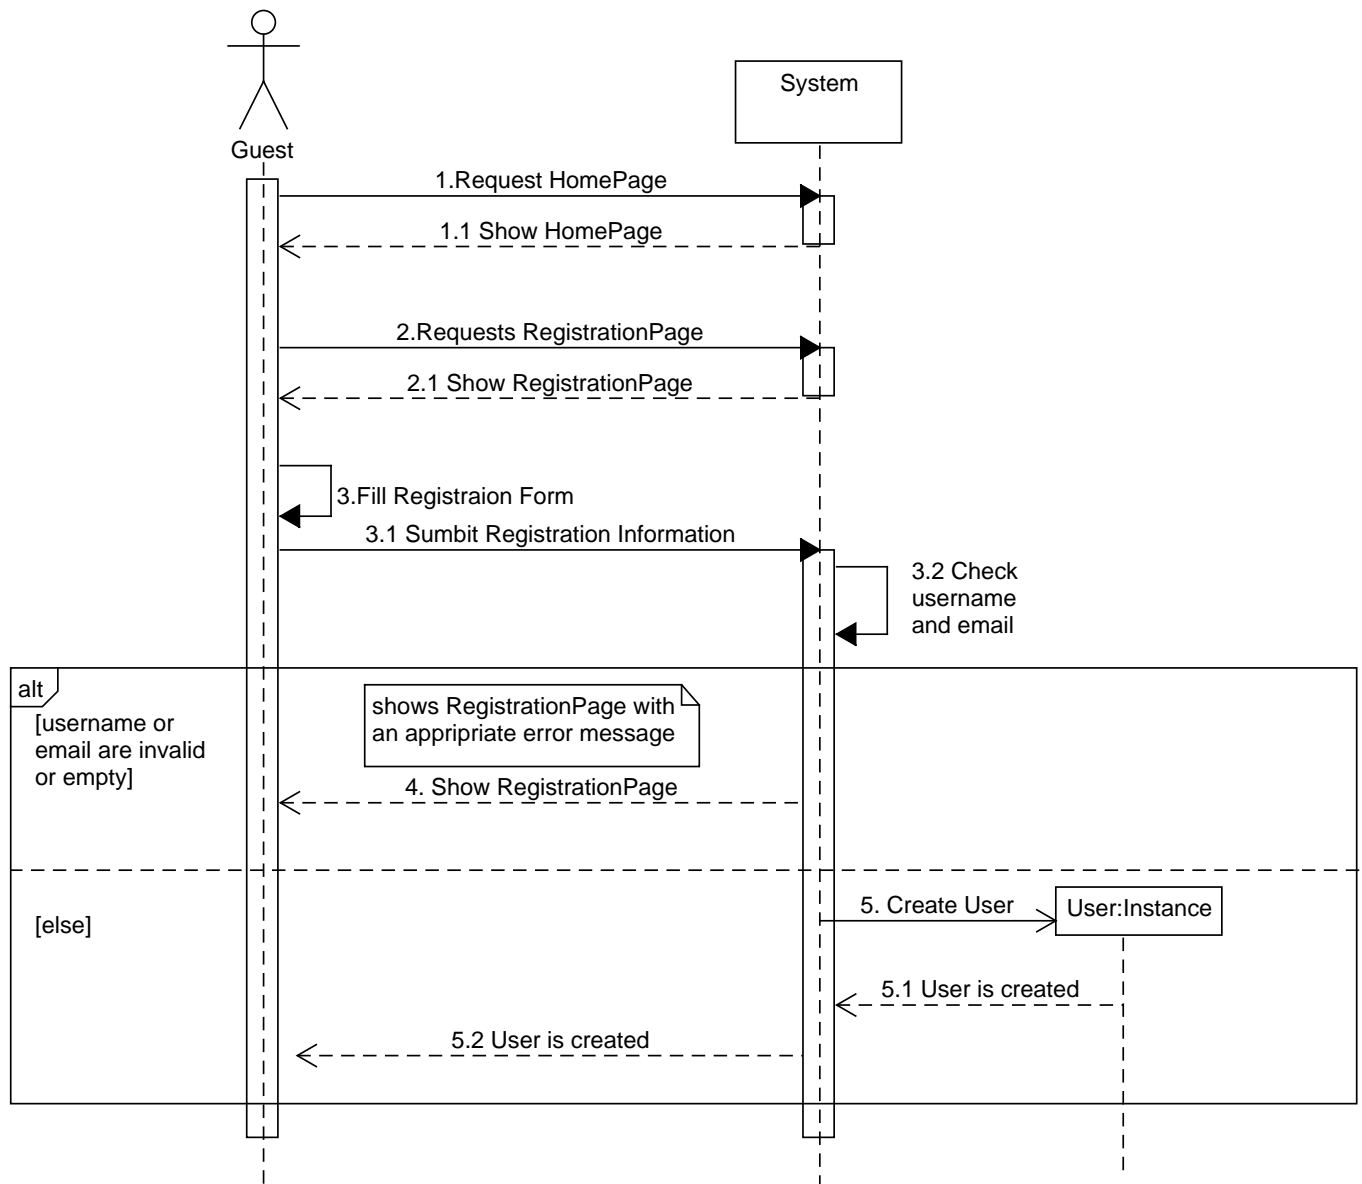 System
Guest
1.Request HomePage
1.1 Show HomePage
2.Requests RegistrationPage
2.1 Show RegistrationPage
3.Fill Registraion Form
3.1 Sumbit Registration Information
3.2 Check
username
and email
alt
[username or
email are invalid
or empty]
shows RegistrationPage with
an appripriate error message
4. Show RegistrationPage
[else]
5. Create User
User:Instance
5.1 User is created
5.2 User is created